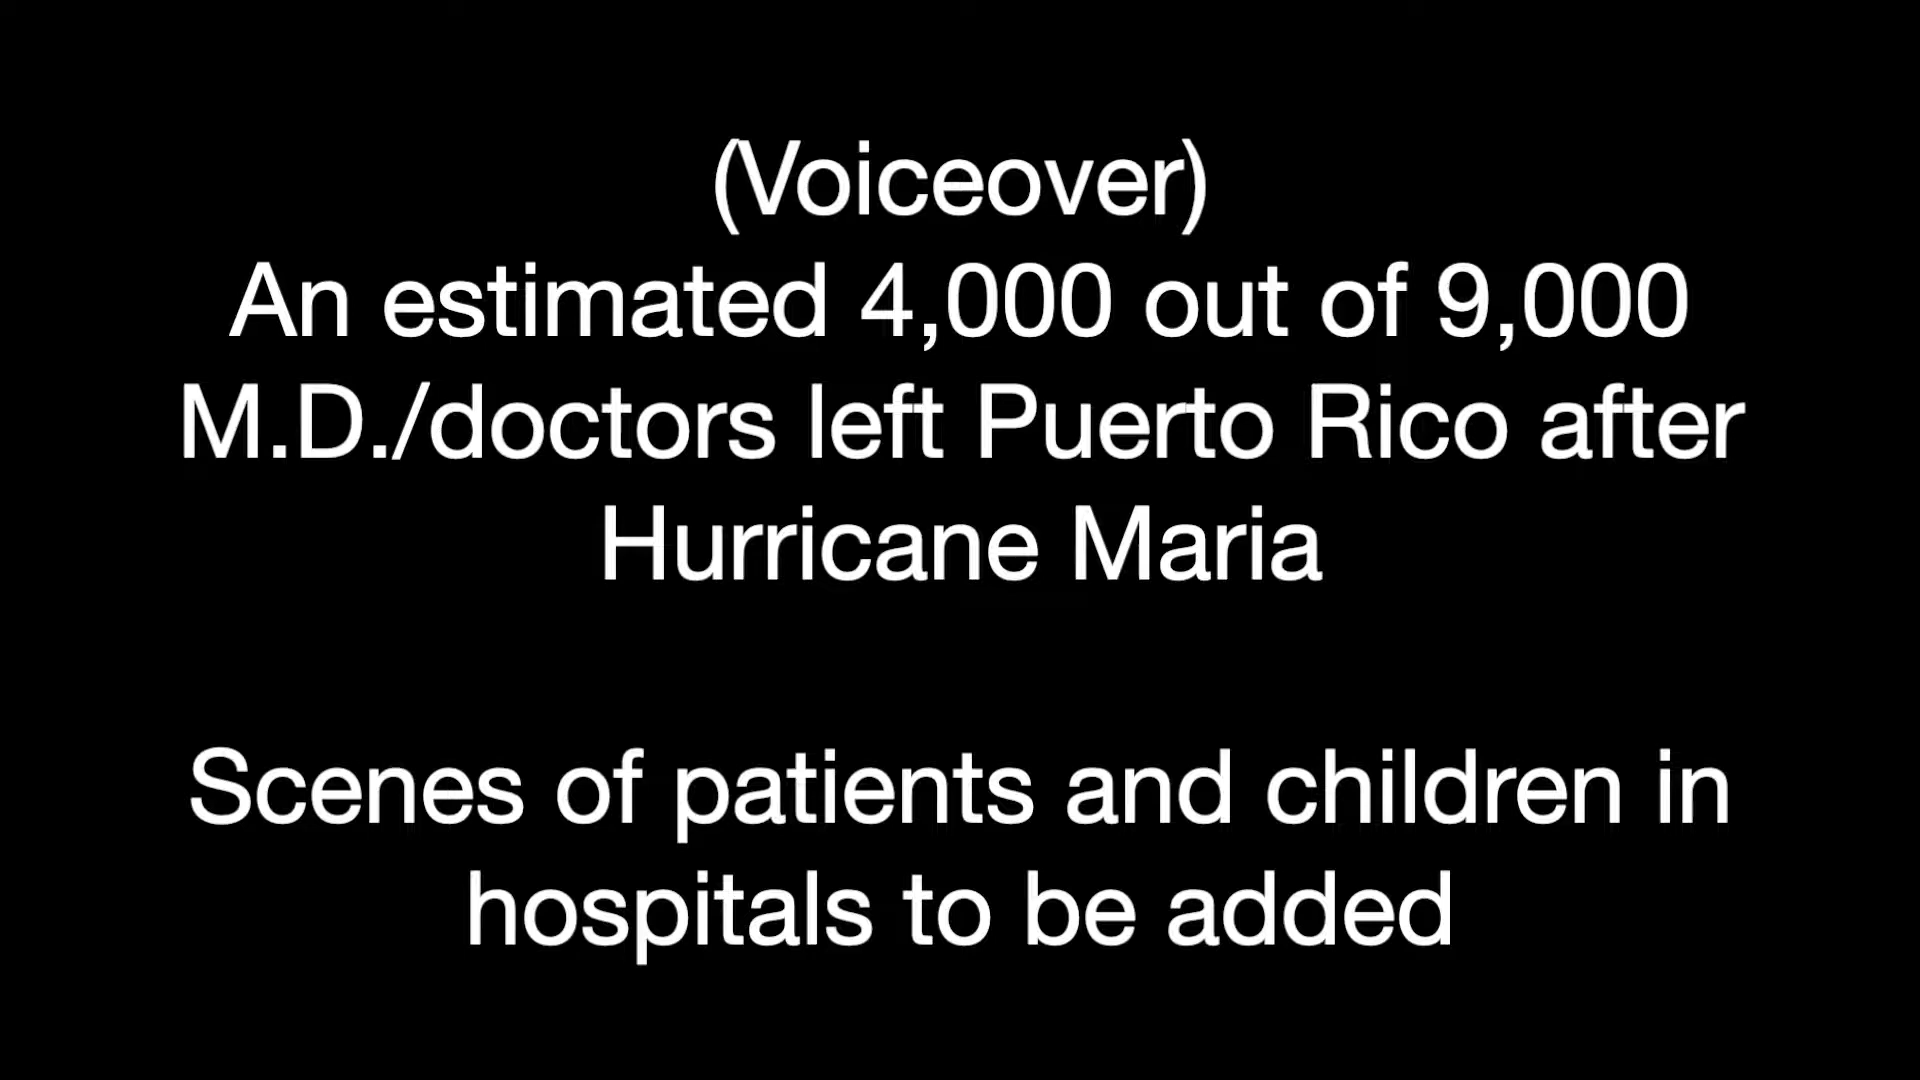 (Voiceover)
An estimated 4,000 out of 9,000
M.D./doctors left Puerto Rico after
Hurricane Maria
Scenes of patients and children in
hospitals to be added